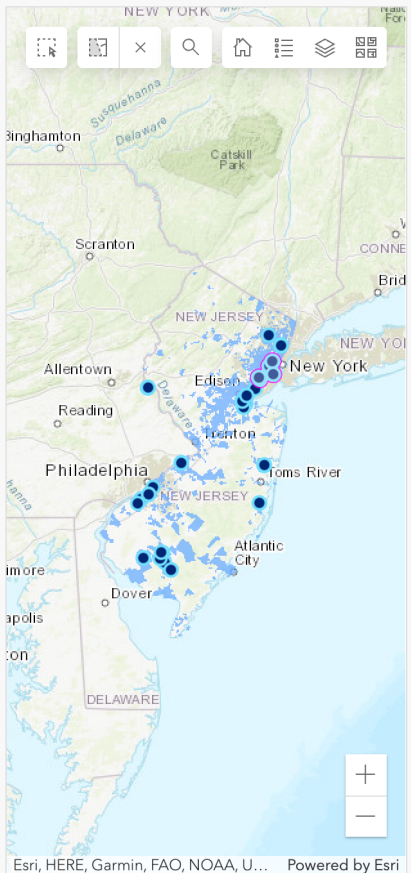 NEW YORK
Susquehanna
Delaware
Binghamton
Catskill
Park
Scranton
CONNE
Brid
NEW JERSEY
NEW YO
New York
Allentown
Edison
Reading
Delaware
Trenton
Philadelphia
Toms River
NEW JERSEY
hanna
Atlantic
City
imore
Dover
apolis
ton
DELAWARE
Esri, HERE, Garmin, FAO, NOAA, U... Powered by Esri